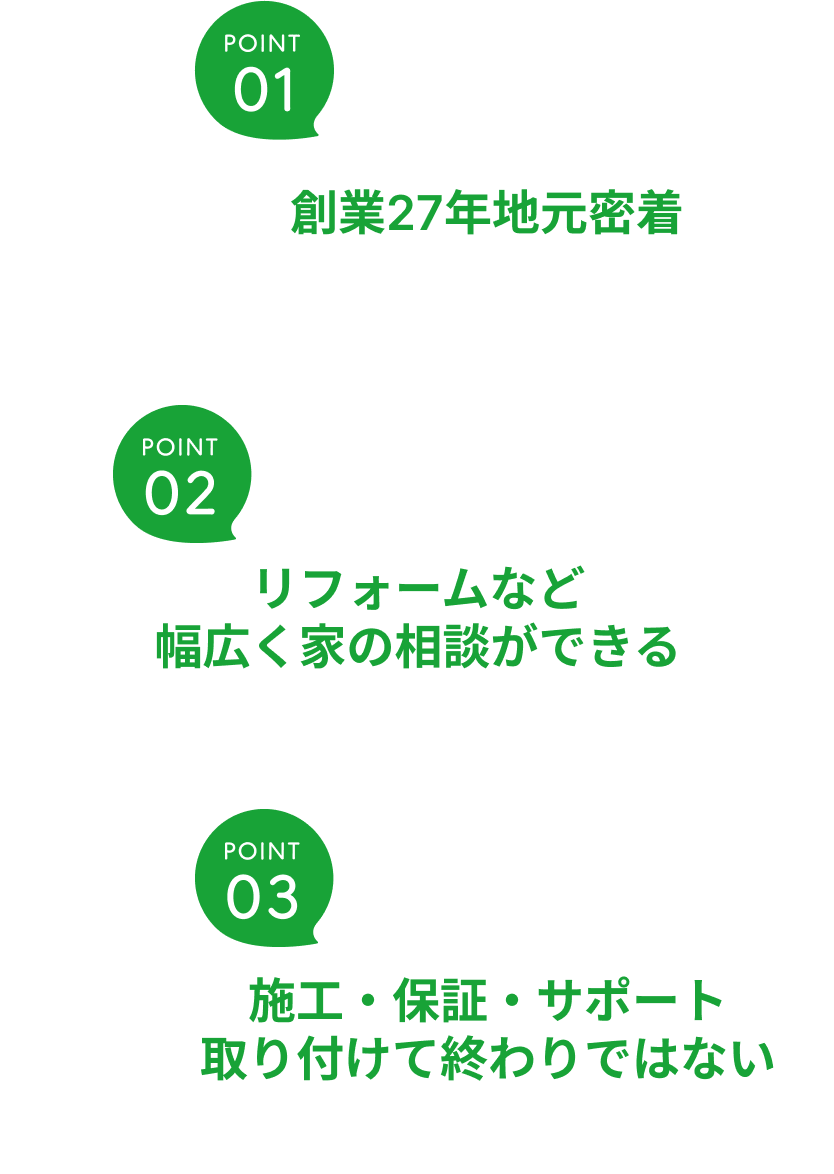 POINT
01
創業27年地元密着
POINT
02
リフォームなど
幅広く家の相談ができる
POINT
03
施工・保証・サポート
取り付けて終わりではない